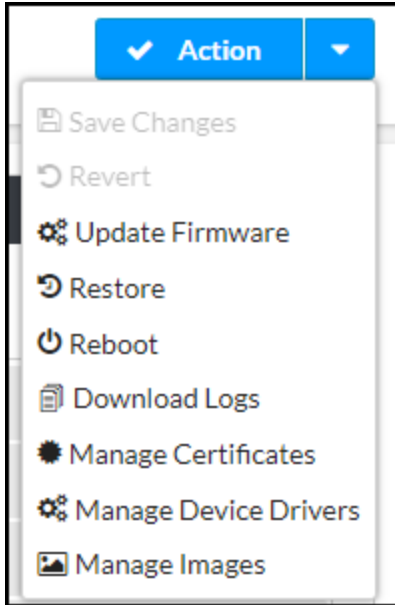 Action
Save Changes
Revert
Update Firmware
Restore
Reboot
Download Logs
Manage Certificates
Manage Device Drivers
Manage Images